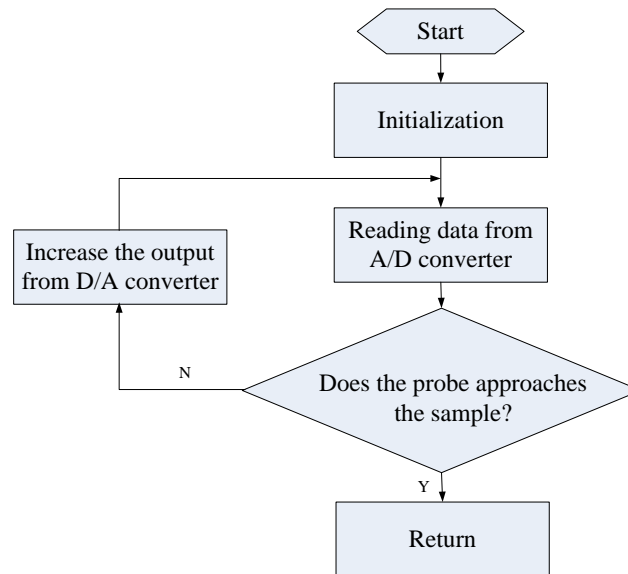 Start
Initialization
Reading data from
A/D converter
Increase the output
from D/A converter
N
Does the probe approaches
the sample?
Y
Return